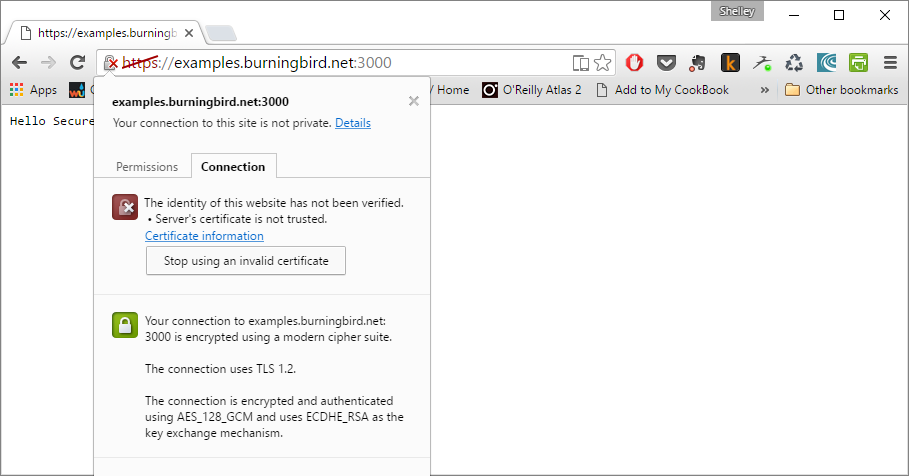 Shelley
https://examples.burningb
https://examples.burningbird.net:3000
Apps
/ Home
O'Reilly Atlas 2
Add to My CookBook
»
Other bookmarks
Hello Secure
examples.burningbird.net:3000
Your connection to this site is not private. Details
Permissions
Connection
The identity of this website has not been verified.
• Server's certificate is not trusted.
Certificate information
Stop using an invalid certificate
Your connection to examples.burningbird.net:
3000 is encrypted using a modern cipher suite.
The connection uses TLS 1.2.
The connection is encrypted and authenticated
using AES_128_GCM and uses ECDHE_RSA as the
key exchange mechanism.